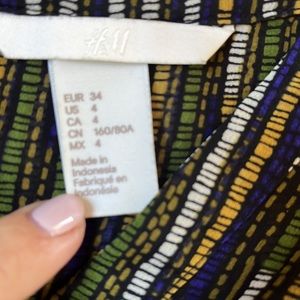 H&M
EUR 34
US 4
CA 4
CN 160/80A
MX 4
Made in
Indonesia
Fabriqué en
Indonésie